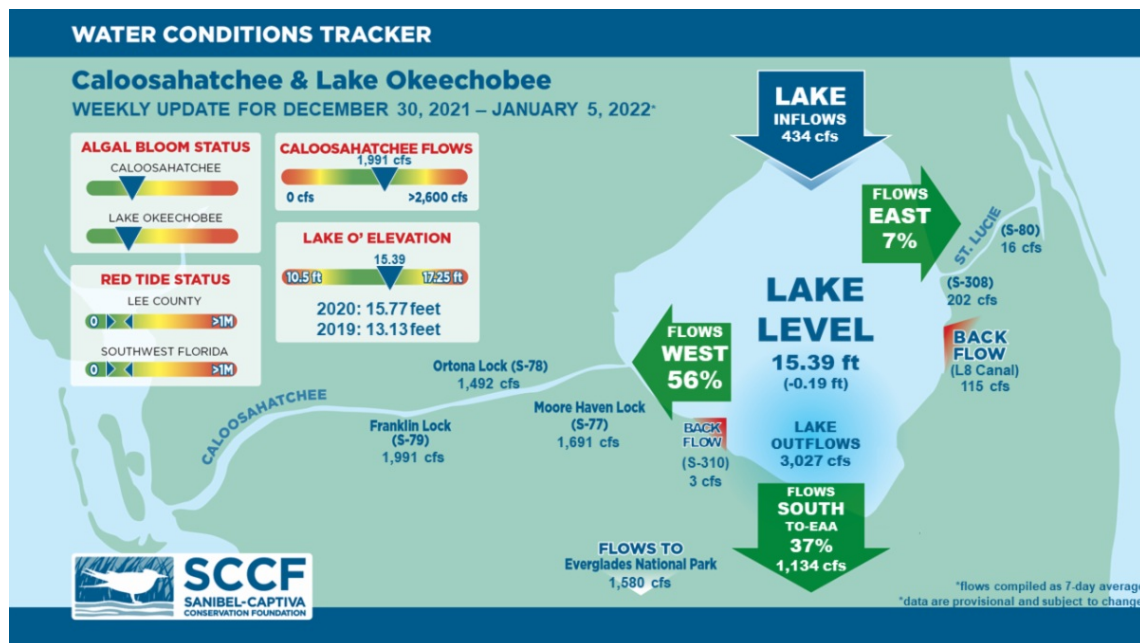 WATER CONDITIONS TRACKER
Caloosahatchee & Lake Okeechobee
WEEKLY UPDATE FOR DECEMBER 30, 2021 – JANUARY 5, 2022*
ALGAL BLOOM STATUS
CALOOSAHATCHEE
LAKE OKEECHOBEE
RED TIDE STATUS
LEE COUNTY
0 >1M
SOUTHWEST FLORIDA
0 >1M
CALOOSAHATCHEE FLOWS
1,991 cfs
0 cfs >2,600 cfs
LAKE O' ELEVATION
15.39
10.5 ft 17.25 ft
2020: 15.77 feet
2019: 13.13 feet
LAKE
INFLOWS
434 cfs
FLOWS
EAST
7%
ST. LUCIE
(S-80)
16 cfs
(S-308)
202 cfs
BACK
FLOW
(L8 Canal)
115 cfs
LAKE
LEVEL
15.39 ft
(-0.19 ft)
LAKE
OUTFLOWS
3,027 cfs
FLOWS
WEST
56%
Ortona Lock (S-78)
1,492 cfs
Moore Haven Lock
(S-77)
1,691 cfs
Franklin Lock
(S-79)
1,991 cfs
CALOOSAHATCHEE
BACK
FLOW
(S-310)
3 cfs
FLOWS
SOUTH
TO-EAA
37%
1,134 cfs
FLOWS TO
Everglades National Park
1,580 cfs
SCCF
SANIBEL-CAPTIVA
CONSERVATION FOUNDATION
*flows compiled as 7-day average
*data are provisional and subject to change